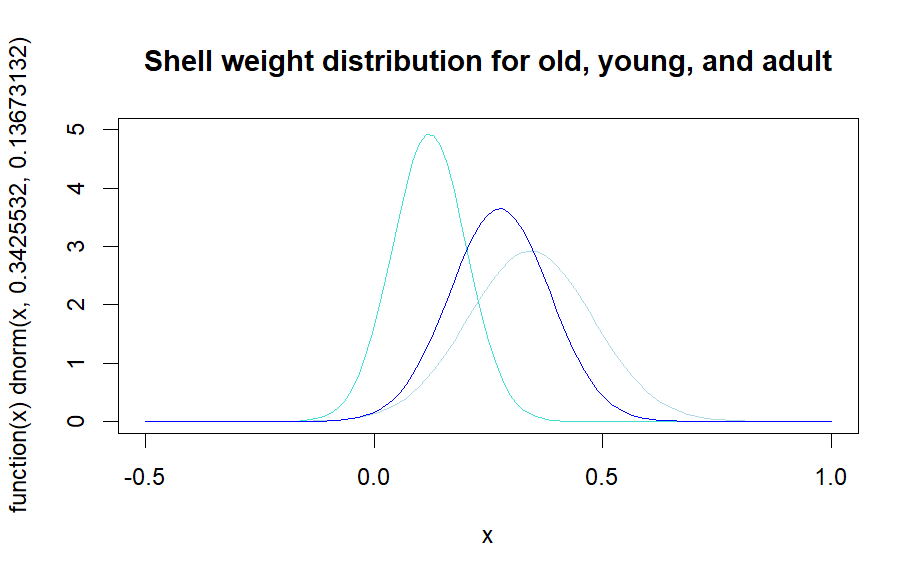 Shell weight distribution for old, young, and adult
function(x) dnorm(x, 0.3425532, 0.13673132)
5
4
3
2
1
0
-0.5 0.0 0.5 1.0
x